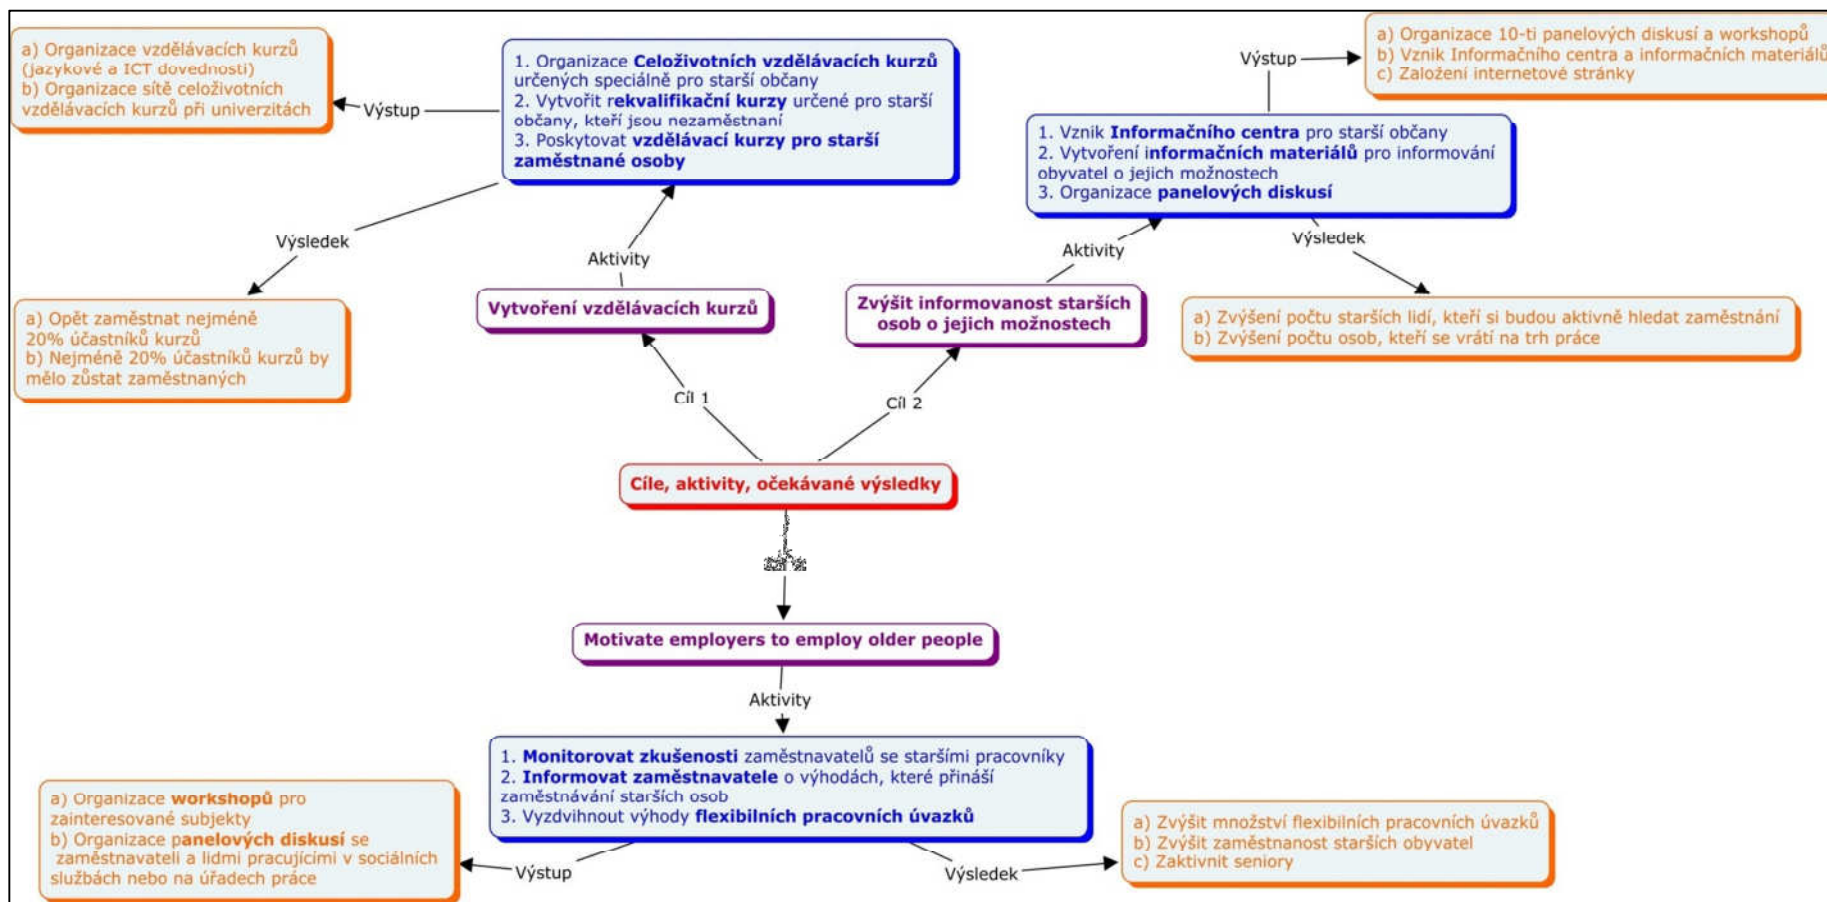 a) Organizace vzdělávacích kurzů
(jazykové a ICT dovednosti)
b) Organizace sítě celoživotních
vzdělávacích kurzů při univerzitách
Výstup
1. Organizace Celoživotních vzdělávacích kurzů
určených speciálně pro starší občany
2. Vytvořit rekvalifikační kurzy určené pro starší
občany, kteří jsou nezaměstnaní
3. Poskytovat vzdělávací kurzy pro starší
zaměstnané osoby
Výstup
a) Organizace 10-ti panelových diskusí a workshopů
b) Vznik Informačního centra a informačních materiálů
c) Založení internetové stránky
1. Vznik Informačního centra pro starší občany
2. Vytvoření informačních materiálů pro informování
obyvatel o jejich možnostech
3. Organizace panelových diskusí
Výsledek
Aktivity
Aktivity
Výsledek
a) Opět zaměstnat nejméně
20% účastníků kurzů
b) Nejméně 20% účastníků kurzů by
mělo zůstat zaměstnaných
Vytvoření vzdělávacích kurzů
Zvýšit informovanost starších
osob o jejich možnostech
a) Zvýšení počtu starších lidí, kteří si budou aktivně hledat zaměstnání
b) Zvýšení počtu osob, kteří se vrátí na trh práce
Cíl 1
Cíl 2
Cíle, aktivity, očekávané výsledky
Motivate employers to employ older people
Aktivity
1. Monitorovat zkušenosti zaměstnavatelů se staršími pracovníky
2. Informovat zaměstnavatele o výhodách, které přináší
zaměstnávání starších osob
3. Vyzdvihnout výhody flexibilních pracovních úvazků
a) Organizace workshopů pro
zainteresované subjekty
b) Organizace panelových diskusí se
zaměstnavateli a lidmi pracujícími v sociálních
službách nebo na úřadech práce
Výstup
Výsledek
a) Zvýšit množství flexibilních pracovních úvazků
b) Zvýšit zaměstnanost starších obyvatel
c) Zaktivnit seniory